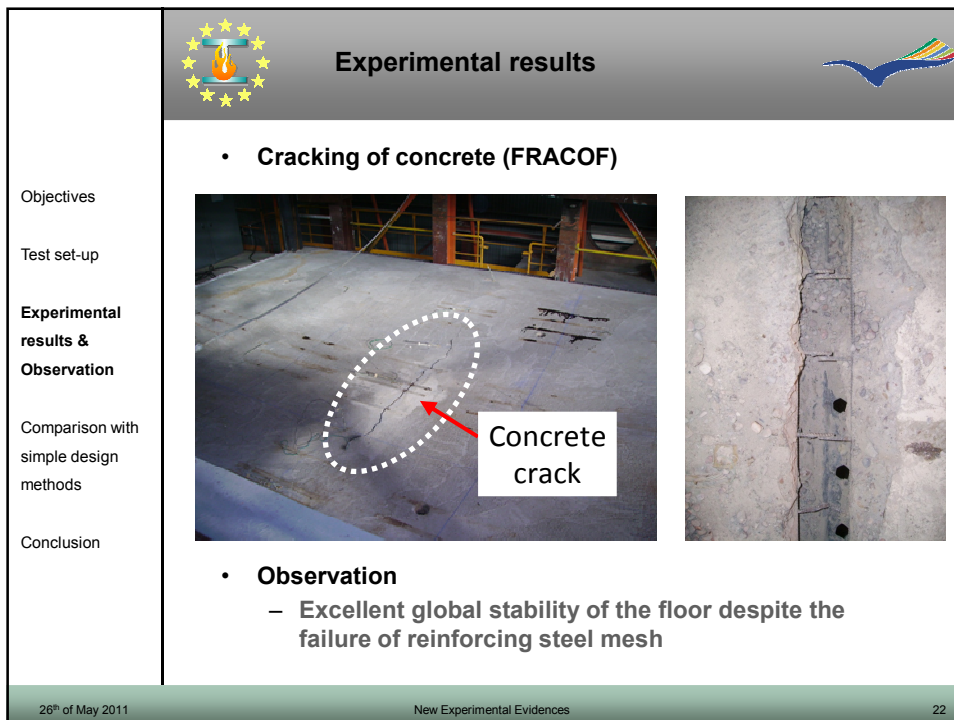 Experimental results
• Cracking of concrete (FRACOF)
Objectives
Test set-up
Experimental
results &
Observation
Comparison with
simple design
methods
Conclusion
Concrete
crack
• Observation
– Excellent global stability of the floor despite the
failure of reinforcing steel mesh
26th of May 2011
New Experimental Evidences
22